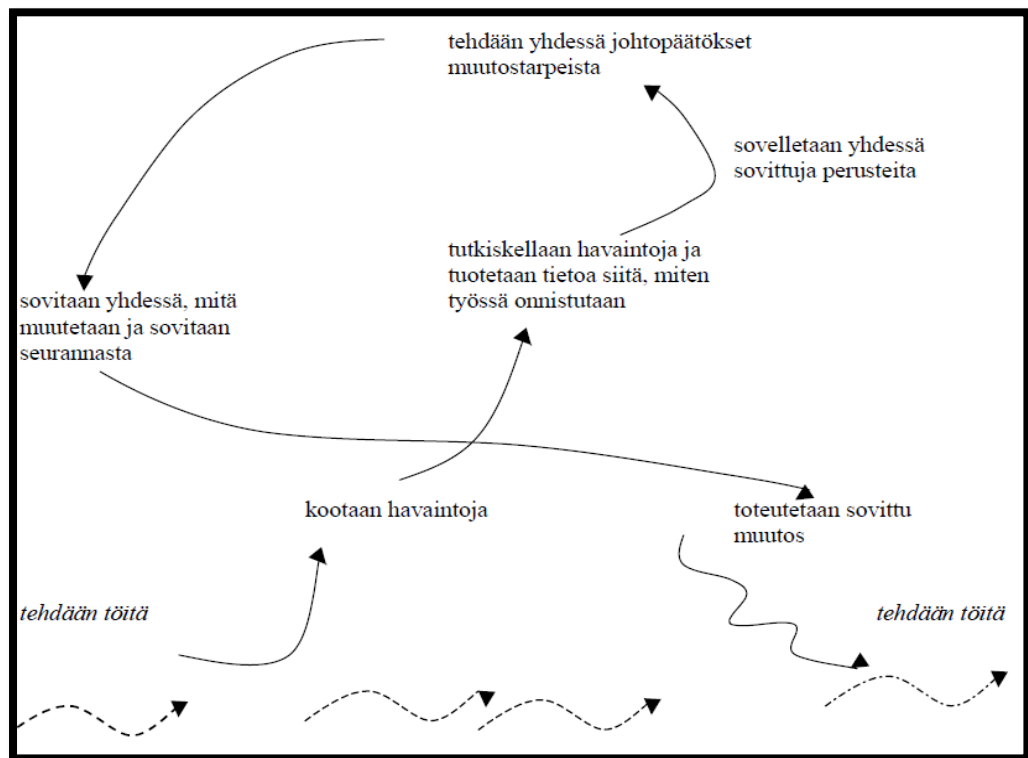 tehdään yhdessä johtopäätökset
muutostarpeista
sovelletaan yhdessä
sovittuja perusteita
tutkiskellaan havaintoja ja
tuotetaan tietoa siitä, miten
työssä onnistutaan
sovitaan yhdessä, mitä
muutetaan ja sovitaan
seurannasta
kootaan havaintoja
toteutetaan sovittu
muutos
tehdään töitä
tehdään töitä